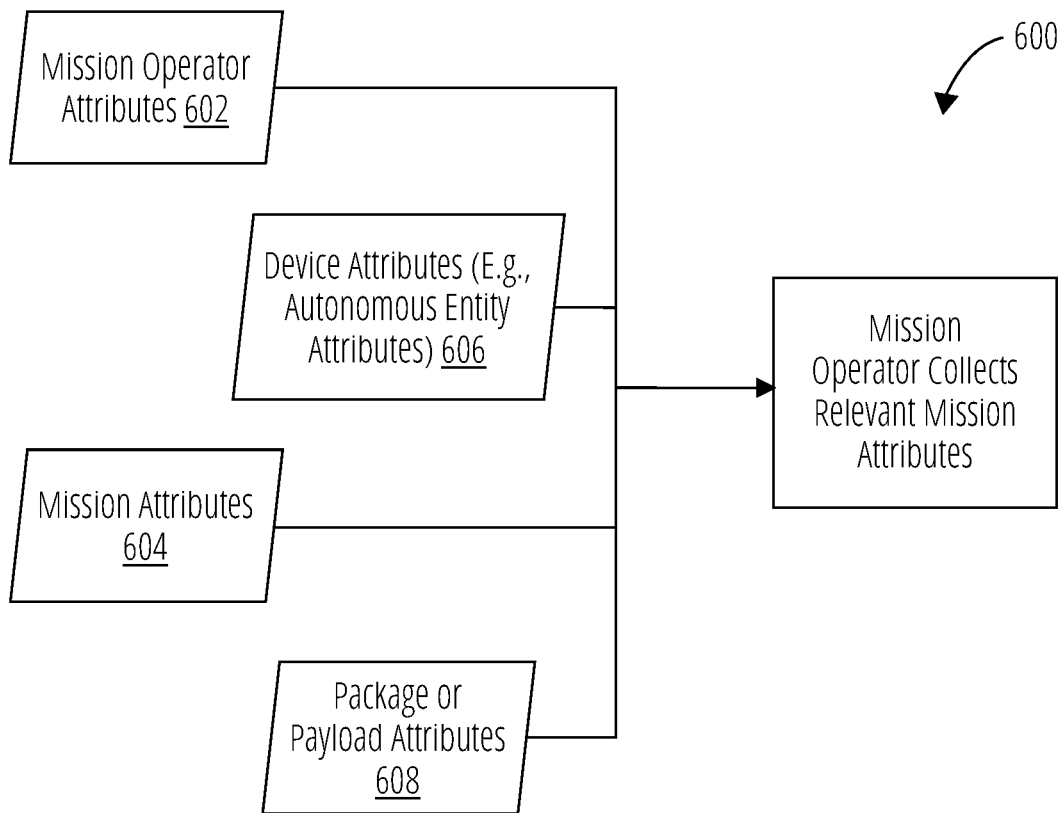 600
Mission Operator
Attributes 602
Device Attributes (E.g.,
Autonomous Entity
Attributes) 606
Mission
Operator Collects
Relevant Mission
Attributes
Mission Attributes
604
Package or
Payload Attributes
608